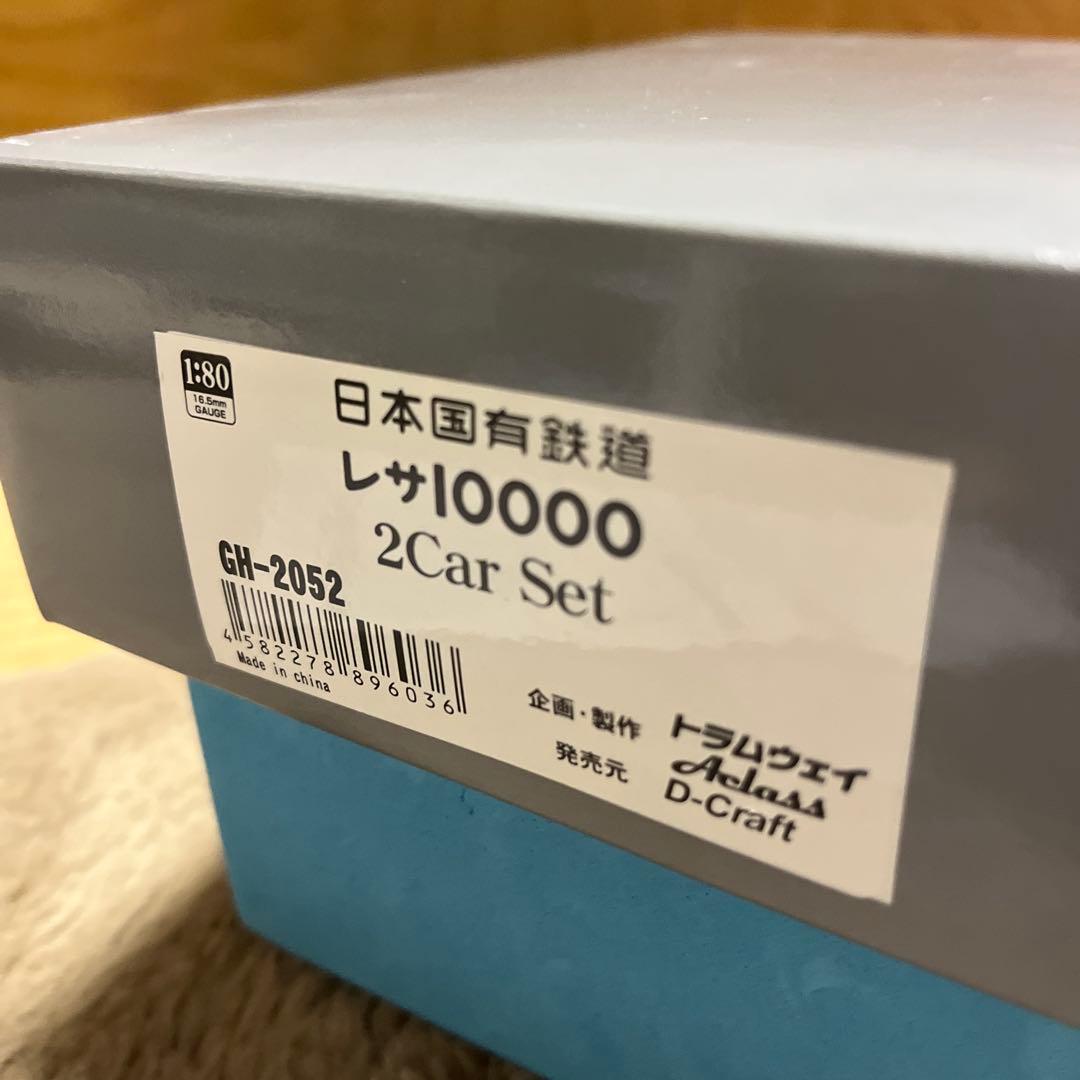 1:80
16.5mm
GAUGE
日本国有鉄道
レサ10000
2Car Set
GH-2052
4582278896036
Made in china
企画・製作 トラムウェイ
Aclass
発売元 D-Craft